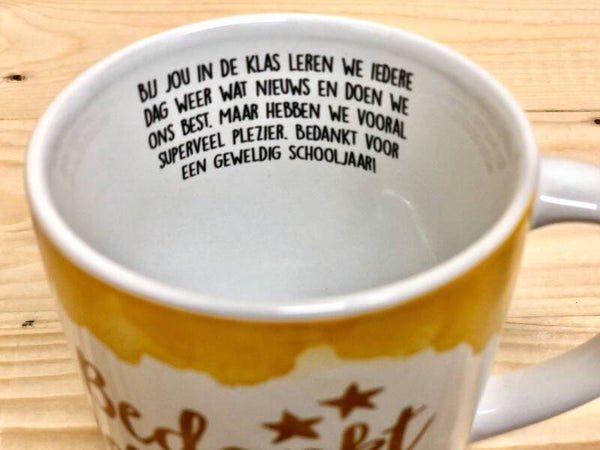 BIJ JOU IN DE KLAS LEREN WE IEDERE
DAG WEER WAT NIEUWS EN DOEN WE
ONS BEST. MAAR HEBBEN WE VOORAL
SUPERVEEL PLEZIER. BEDANKT VOOR
EEN GEWELDIG SCHOOLJAAR!
Bedankt